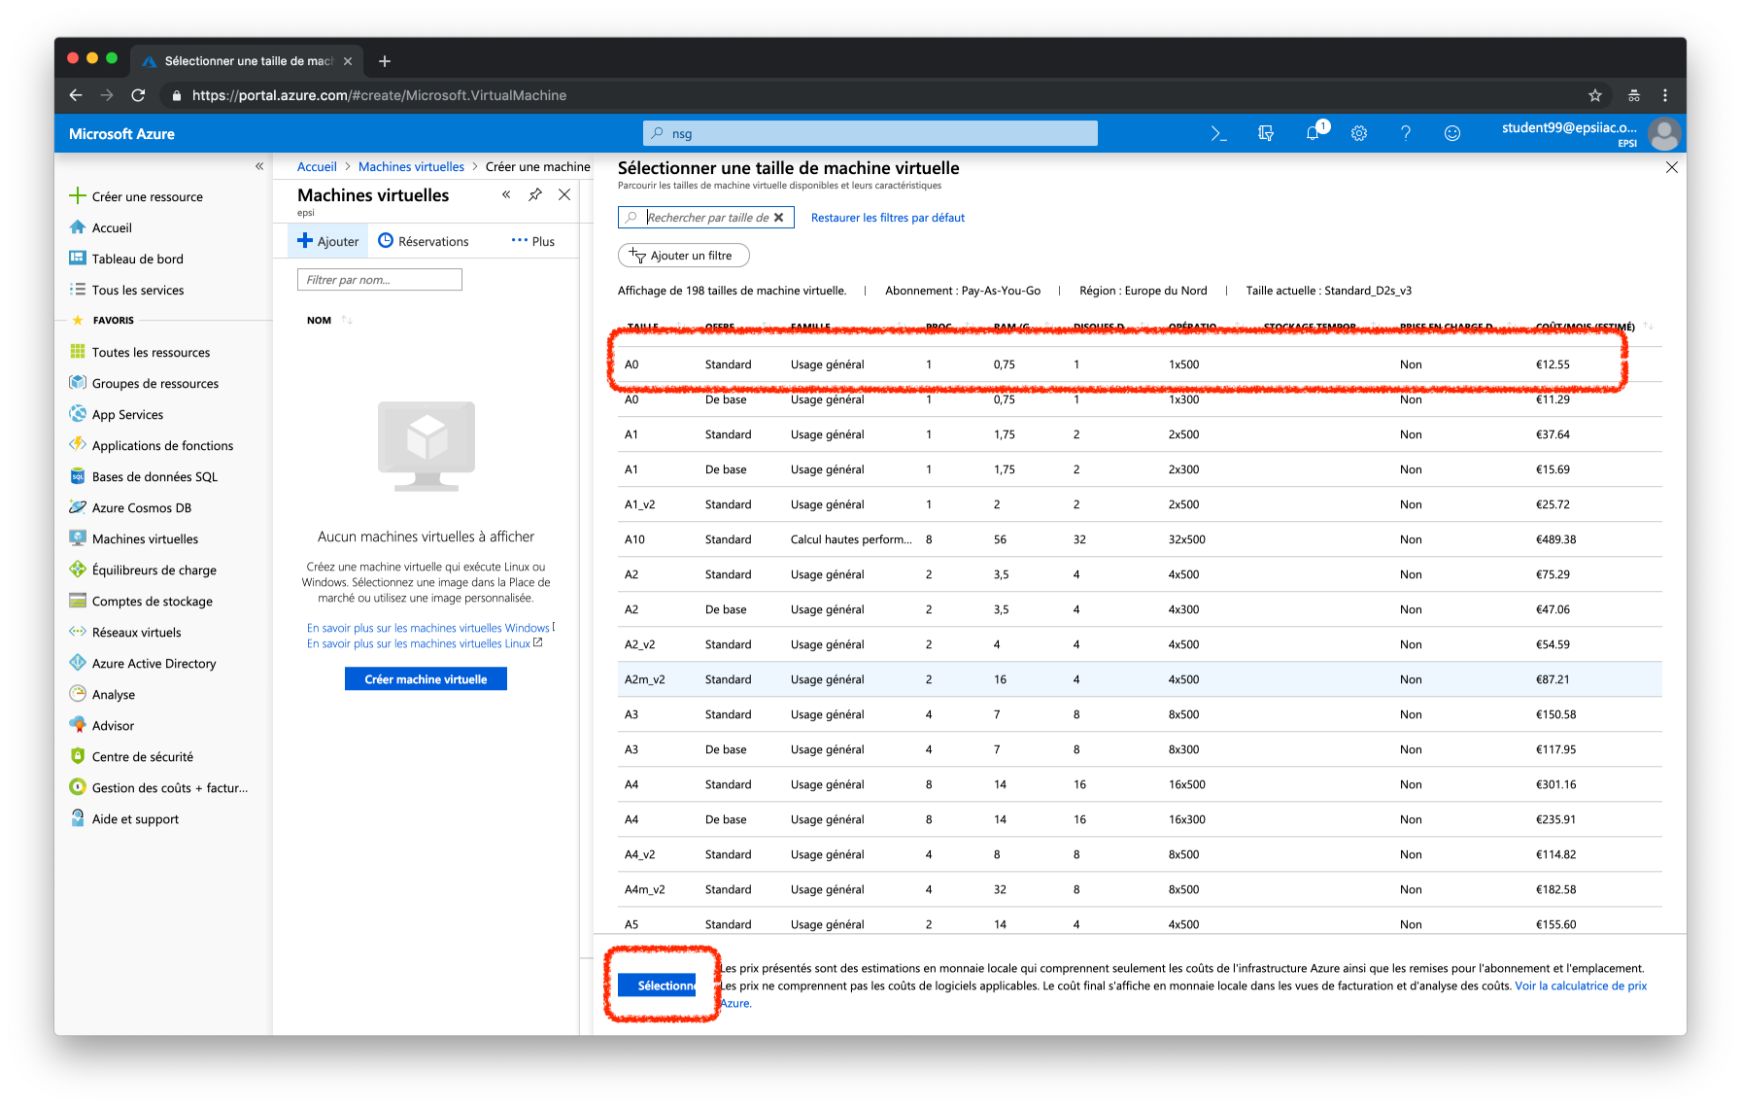 Sélectionner une taille de mac
https://portal.azure.com/#create/Microsoft.VirtualMachine
Microsoft Azure
nsg
1
student99@epsiiac.o...
EPSI
«
Créer une ressource
Accueil
Tableau de bord
Tous les services
FAVORIS
Toutes les ressources
Groupes de ressources
App Services
Applications de fonctions
Bases de données SQL
Azure Cosmos DB
Machines virtuelles
Équilibreurs de charge
Comptes de stockage
Réseaux virtuels
Azure Active Directory
Analyse
Advisor
Centre de sécurité
Gestion des coûts + factur...
Aide et support
Accueil > Machines virtuelles > Créer une machine
Machines virtuelles
epsi
Ajouter Réservations ··· Plus
Filtrer par nom...
NOM
Aucun machines virtuelles à afficher
Créez une machine virtuelle qui exécute Linux ou
Windows. Sélectionnez une image dans la Place de
marché ou utilisez une image personnalisée.
En savoir plus sur les machines virtuelles Windows
En savoir plus sur les machines virtuelles Linux
Créer machine virtuelle
Sélectionner une taille de machine virtuelle
Parcourir les tailles de machine virtuelle disponibles et leurs caractéristiques
Rechercher par taille de
Restaurer les filtres par défaut
Ajouter un filtre
Affichage de 198 tailles de machine virtuelle. | Abonnement : Pay-As-You-Go | Région : Europe du Nord | Taille actuelle : Standard_D2s_v3
TAILLE OFFRE FAMILLE PROC. RAM (G DISQUES D OPÉRATIO STOCKAGE TEMPOR PRISE EN CHARGE D COÛT/MOIS (ESTIMÉ)
A0 Standard Usage général 1 0,75 1 1x500 Non €12.55
A0 De base Usage général 1 0,75 1 1x300 Non €11.29
A1 Standard Usage général 1 1,75 2 2x500 Non €37.64
A1 De base Usage général 1 1,75 2 2x300 Non €15.69
A1_v2 Standard Usage général 1 2 2 2x500 Non €25.72
A10 Standard Calcul hautes perform... 8 56 32 32x500 Non €489.38
A2 Standard Usage général 2 3,5 4 4x500 Non €75.29
A2 De base Usage général 2 3,5 4 4x300 Non €47.06
A2_v2 Standard Usage général 2 4 4 4x500 Non €54.59
A2m_v2 Standard Usage général 2 16 4 4x500 Non €87.21
A3 Standard Usage général 4 7 8 8x500 Non €150.58
A3 De base Usage général 4 7 8 8x300 Non €117.95
A4 Standard Usage général 8 14 16 16x500 Non €301.16
A4 De base Usage général 8 14 16 16x300 Non €235.91
A4_v2 Standard Usage général 4 8 8 8x500 Non €114.82
A4m_v2 Standard Usage général 4 32 8 8x500 Non €182.58
A5 Standard Usage général 2 14 4 4x500 Non €155.60
Sélectionne
Les prix présentés sont des estimations en monnaie locale qui comprennent seulement les coûts de l'infrastructure Azure ainsi que les remises pour l'abonnement et l'emplacement.
Les prix ne comprennent pas les coûts de logiciels applicables. Le coût final s'affiche en monnaie locale dans les vues de facturation et d'analyse des coûts. Voir la calculatrice de prix
Azure.